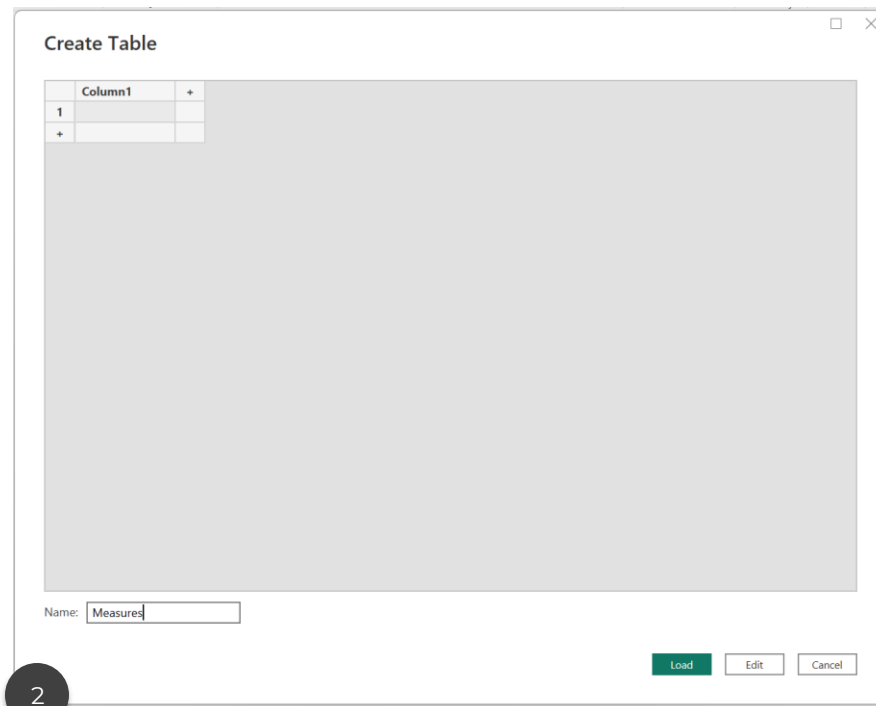 Create Table
Column1 +
1
+
Name: Measures
Load Edit Cancel
2